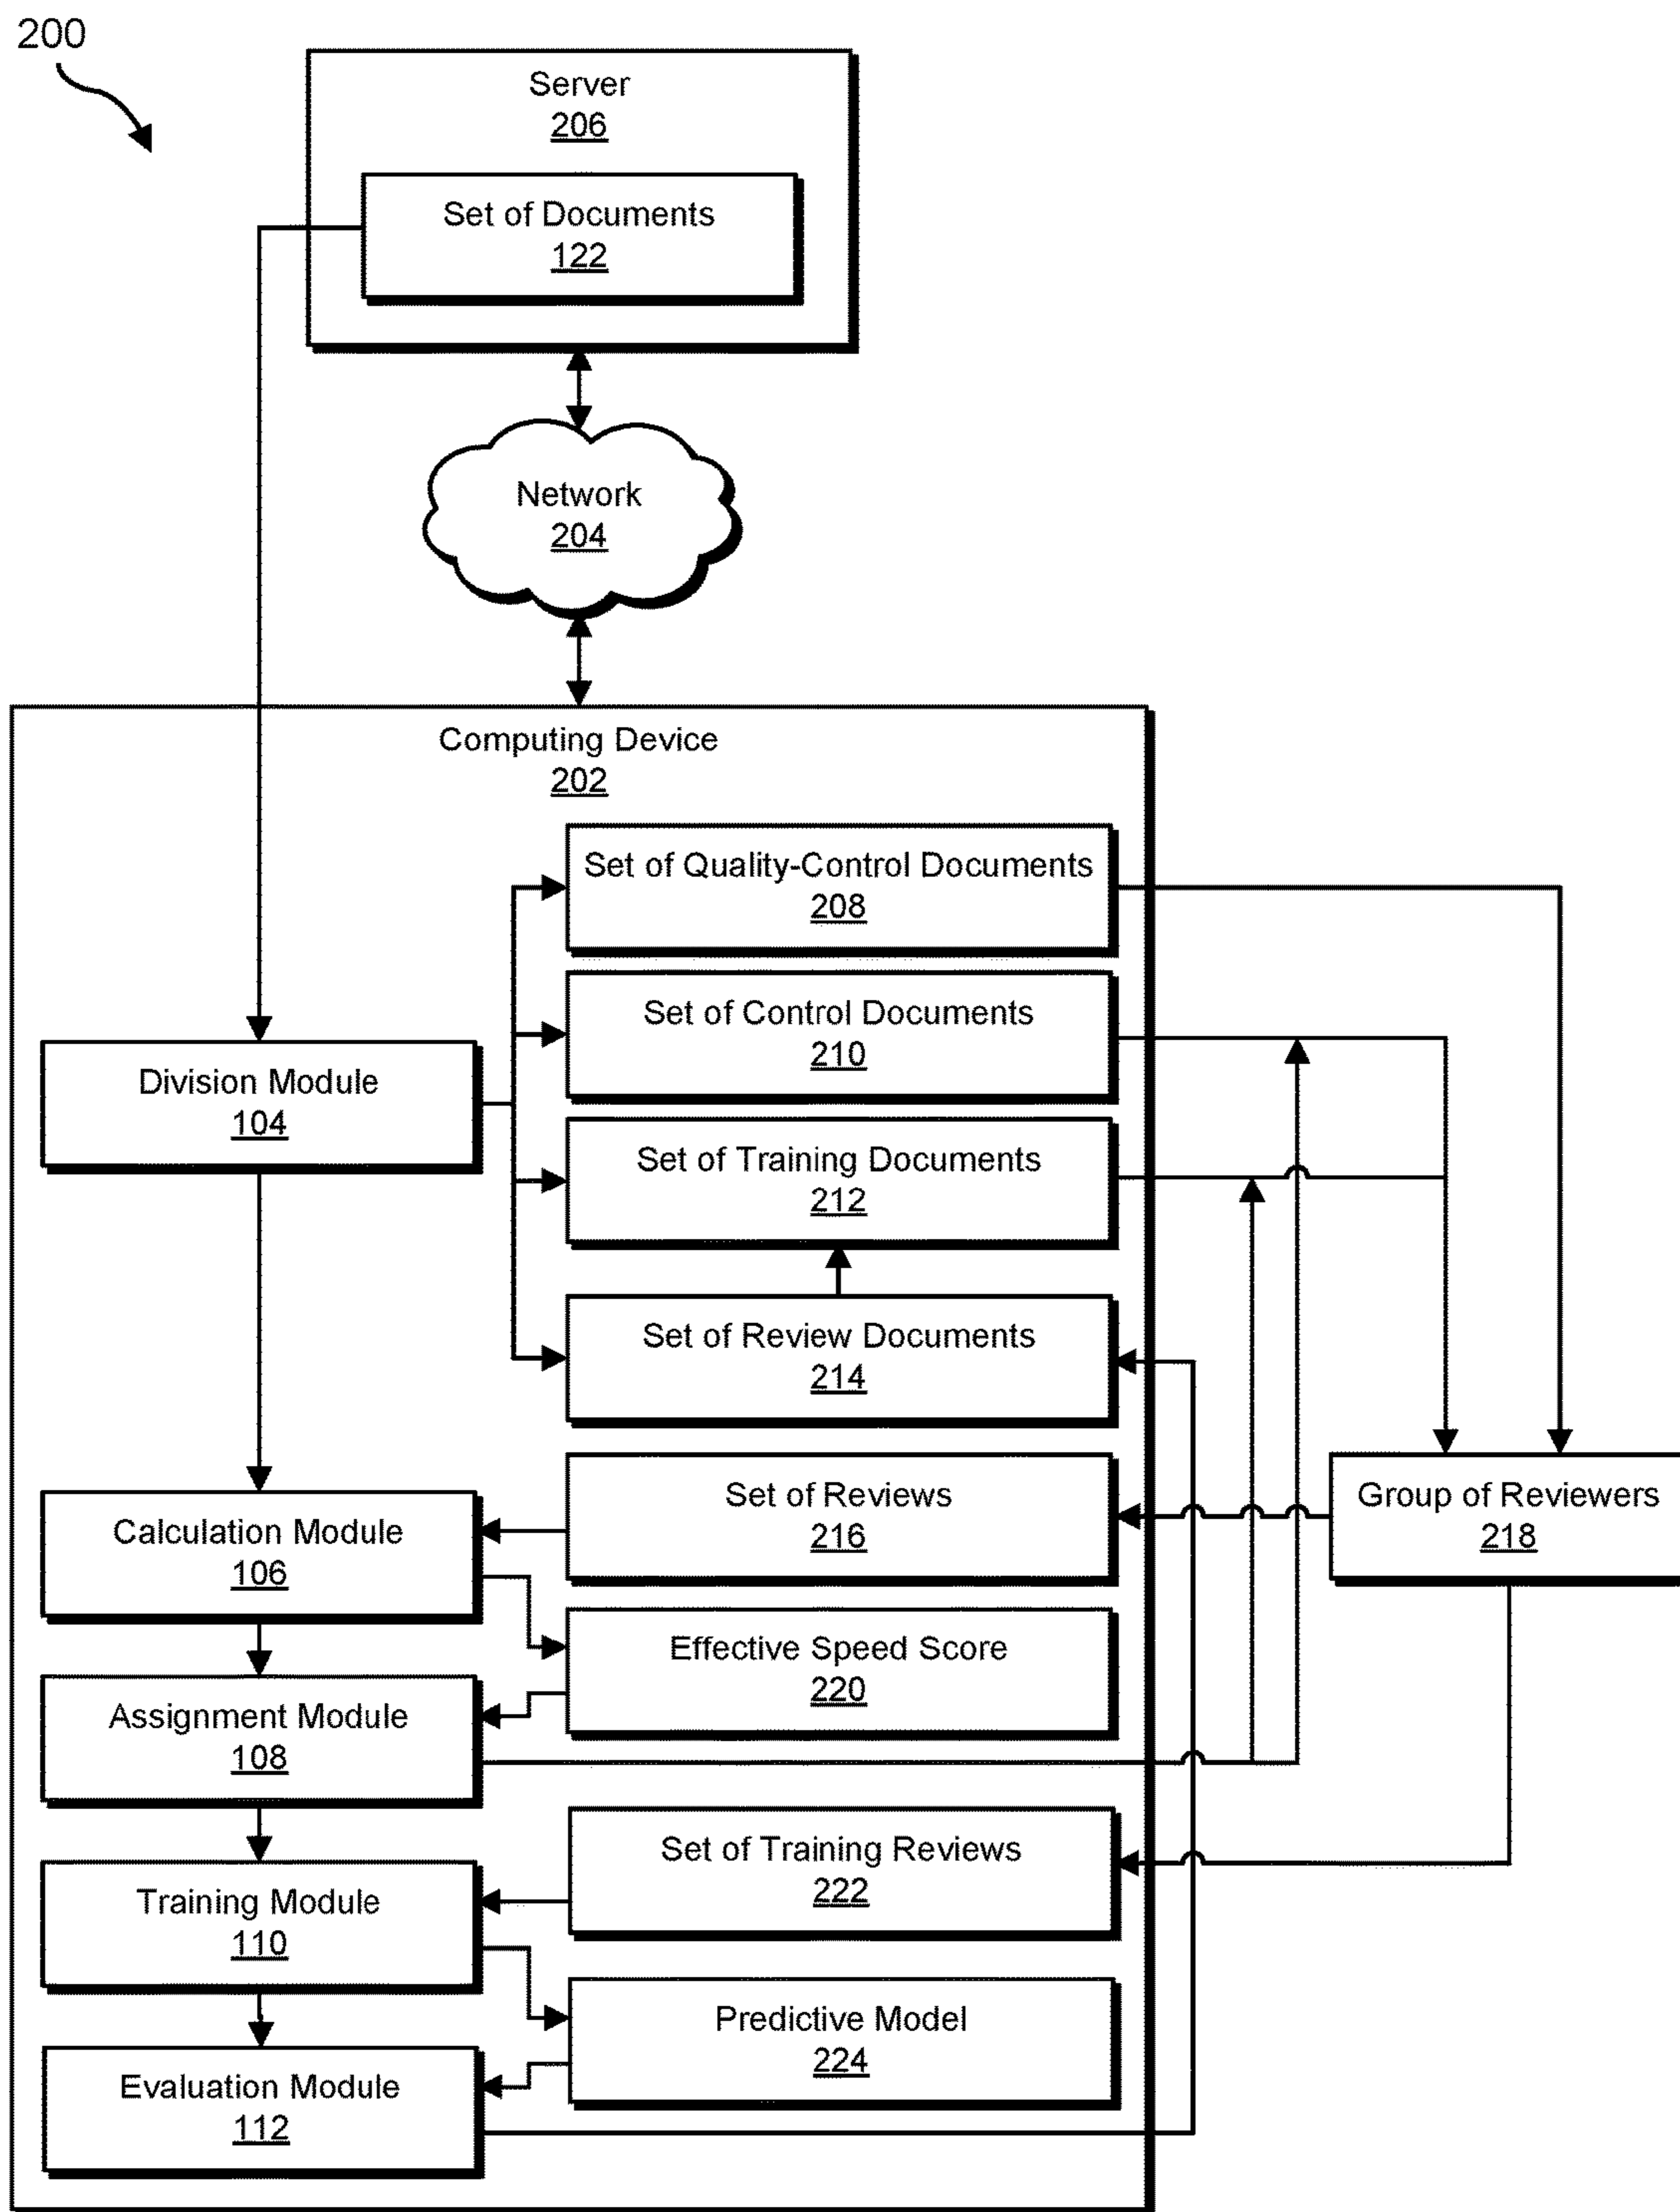 200
Server
206
Set of Documents
122
Network
204
Computing Device
202
Set of Quality-Control Documents
208
Set of Control Documents
210
Division Module
104
Set of Training Documents
212
Set of Review Documents
214
Set of Reviews
216
Group of Reviewers
218
Calculation Module
106
Effective Speed Score
220
Assignment Module
108
Set of Training Reviews
222
Training Module
110
Predictive Model
224
Evaluation Module
112